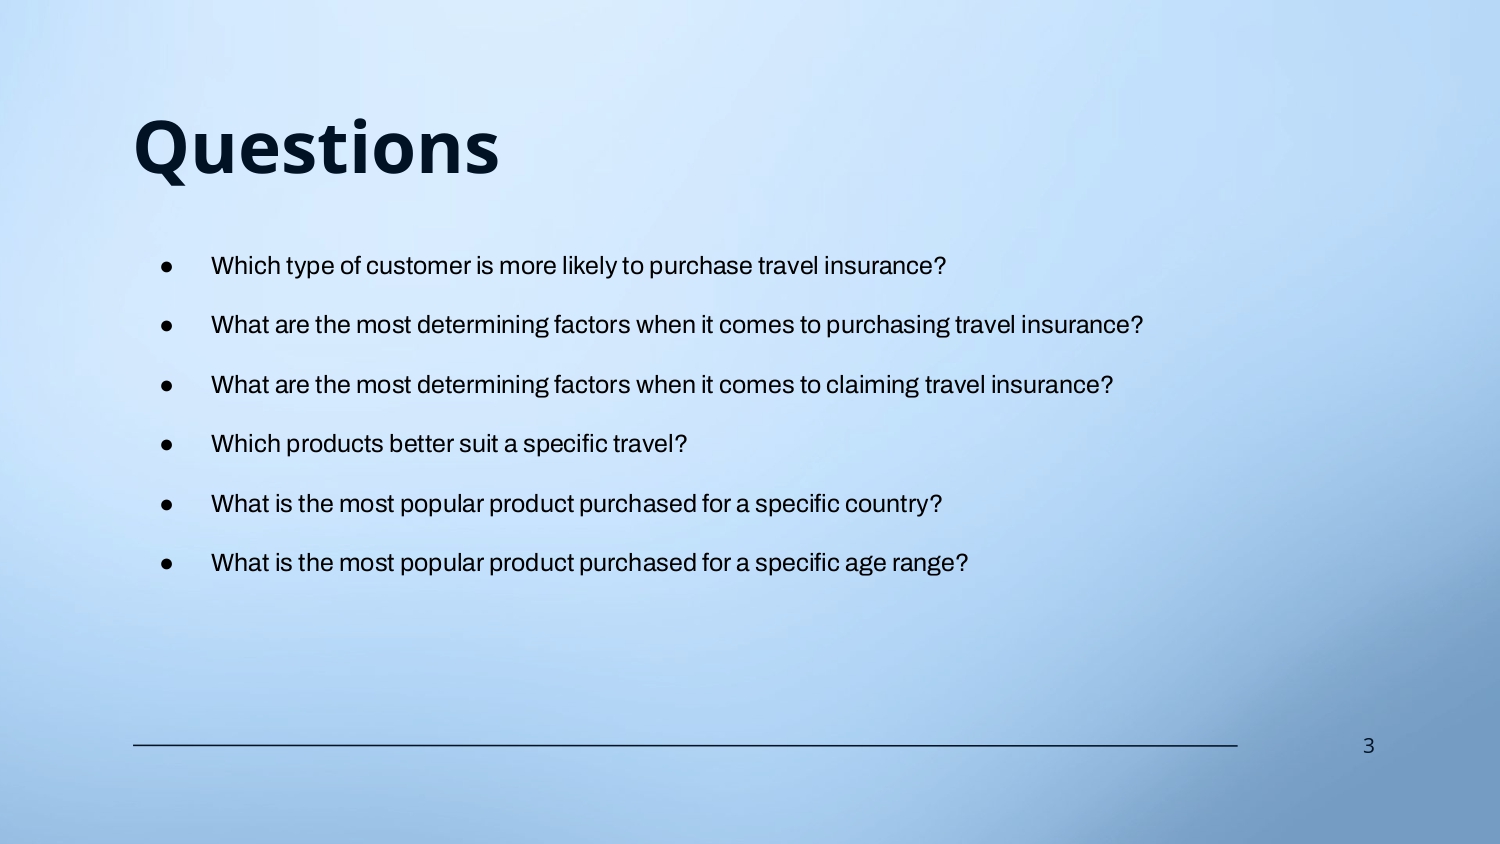 Questions
● Which type of customer is more likely to purchase travel insurance?
● What are the most determining factors when it comes to purchasing travel insurance?
● What are the most determining factors when it comes to claiming travel insurance?
● Which products better suit a specific travel?
● What is the most popular product purchased for a specific country?
● What is the most popular product purchased for a specific age range?
3